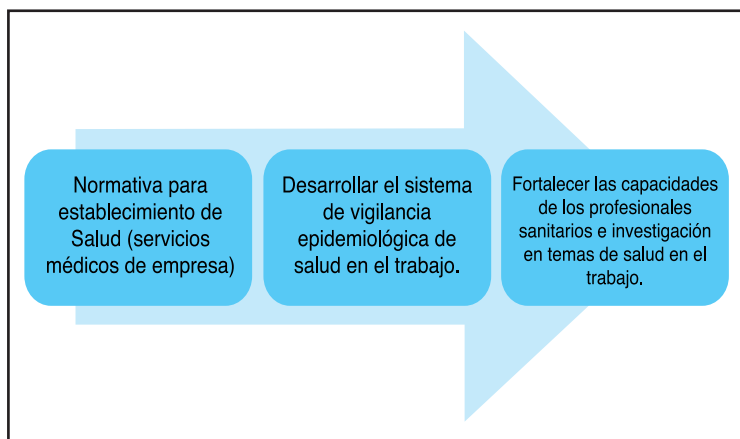 Normativa para
establecimiento de
Salud (servicios
médicos de empresa)
Desarrollar el sistema
de vigilancia
epidemiológica de
salud en el trabajo.
Fortalecer las capacidades
de los profesionales
sanitarios e investigación
en temas de salud en el
trabajo.